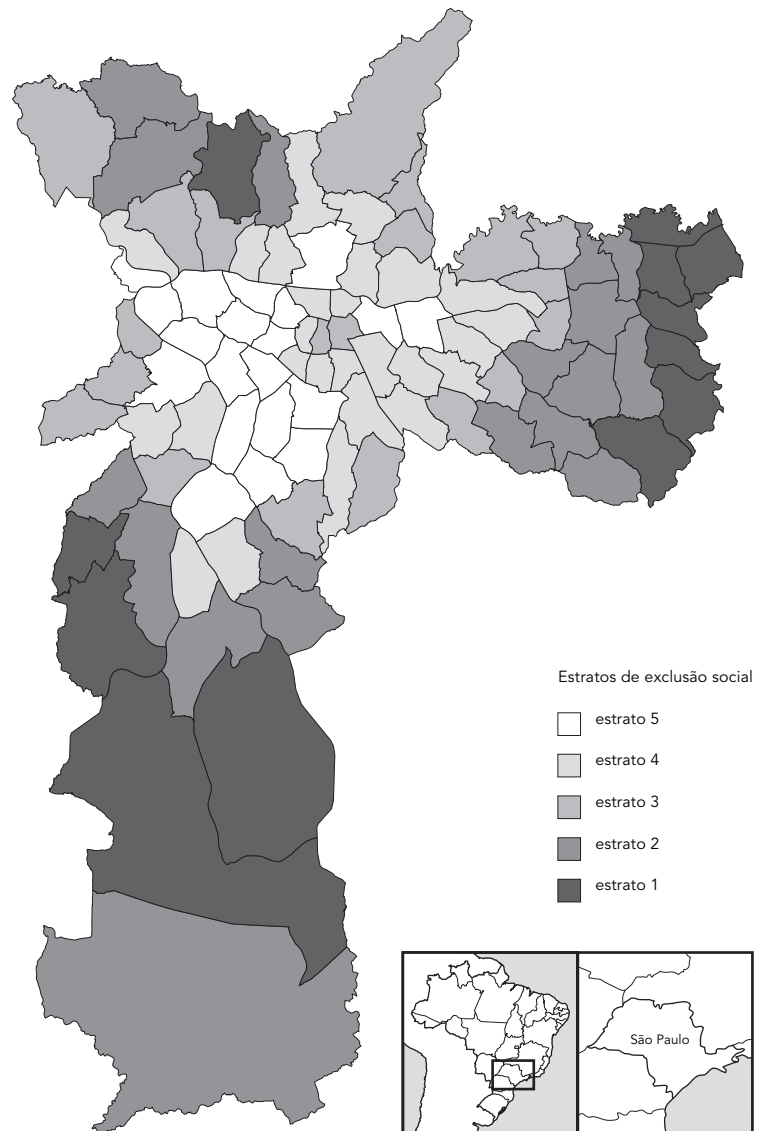 Estratos de exclusão social
estrato 5
estrato 4
estrato 3
estrato 2
estrato 1
São Paulo